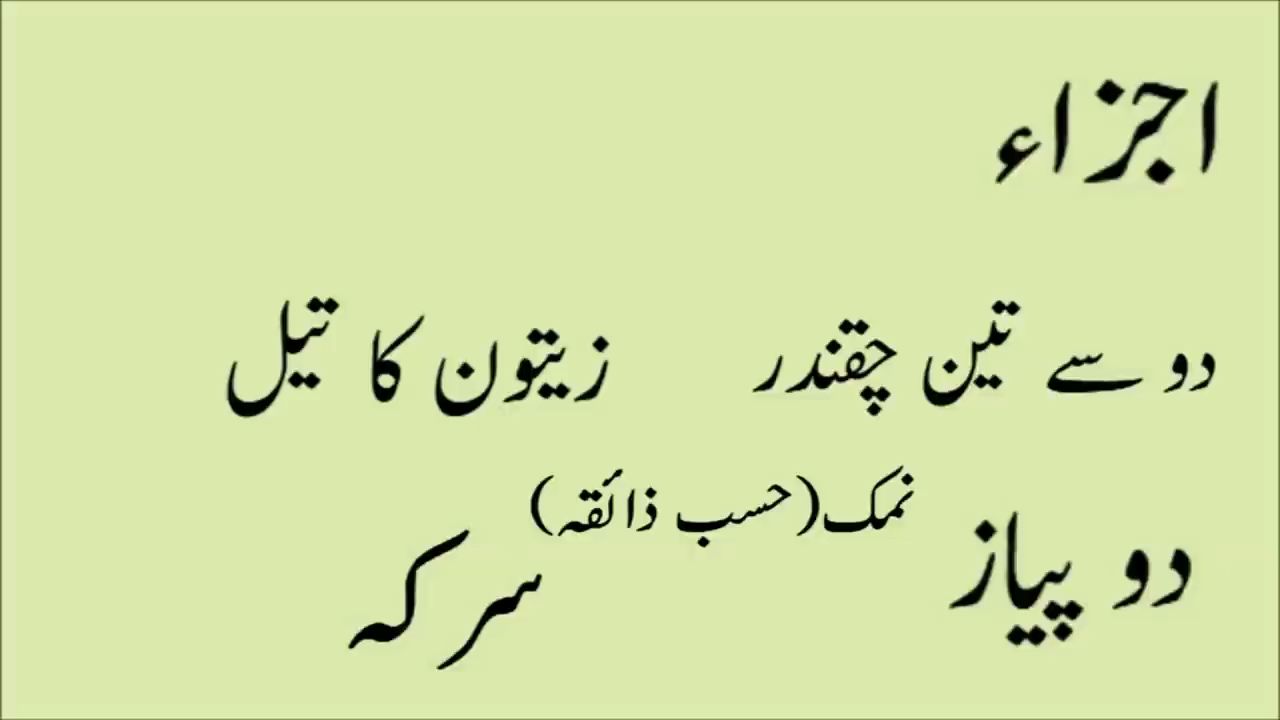 اجزاء
دو سے تین چقندر زیتون کا تیل
نمک(حسب ذائقہ)
دو پیاز
سرکہ